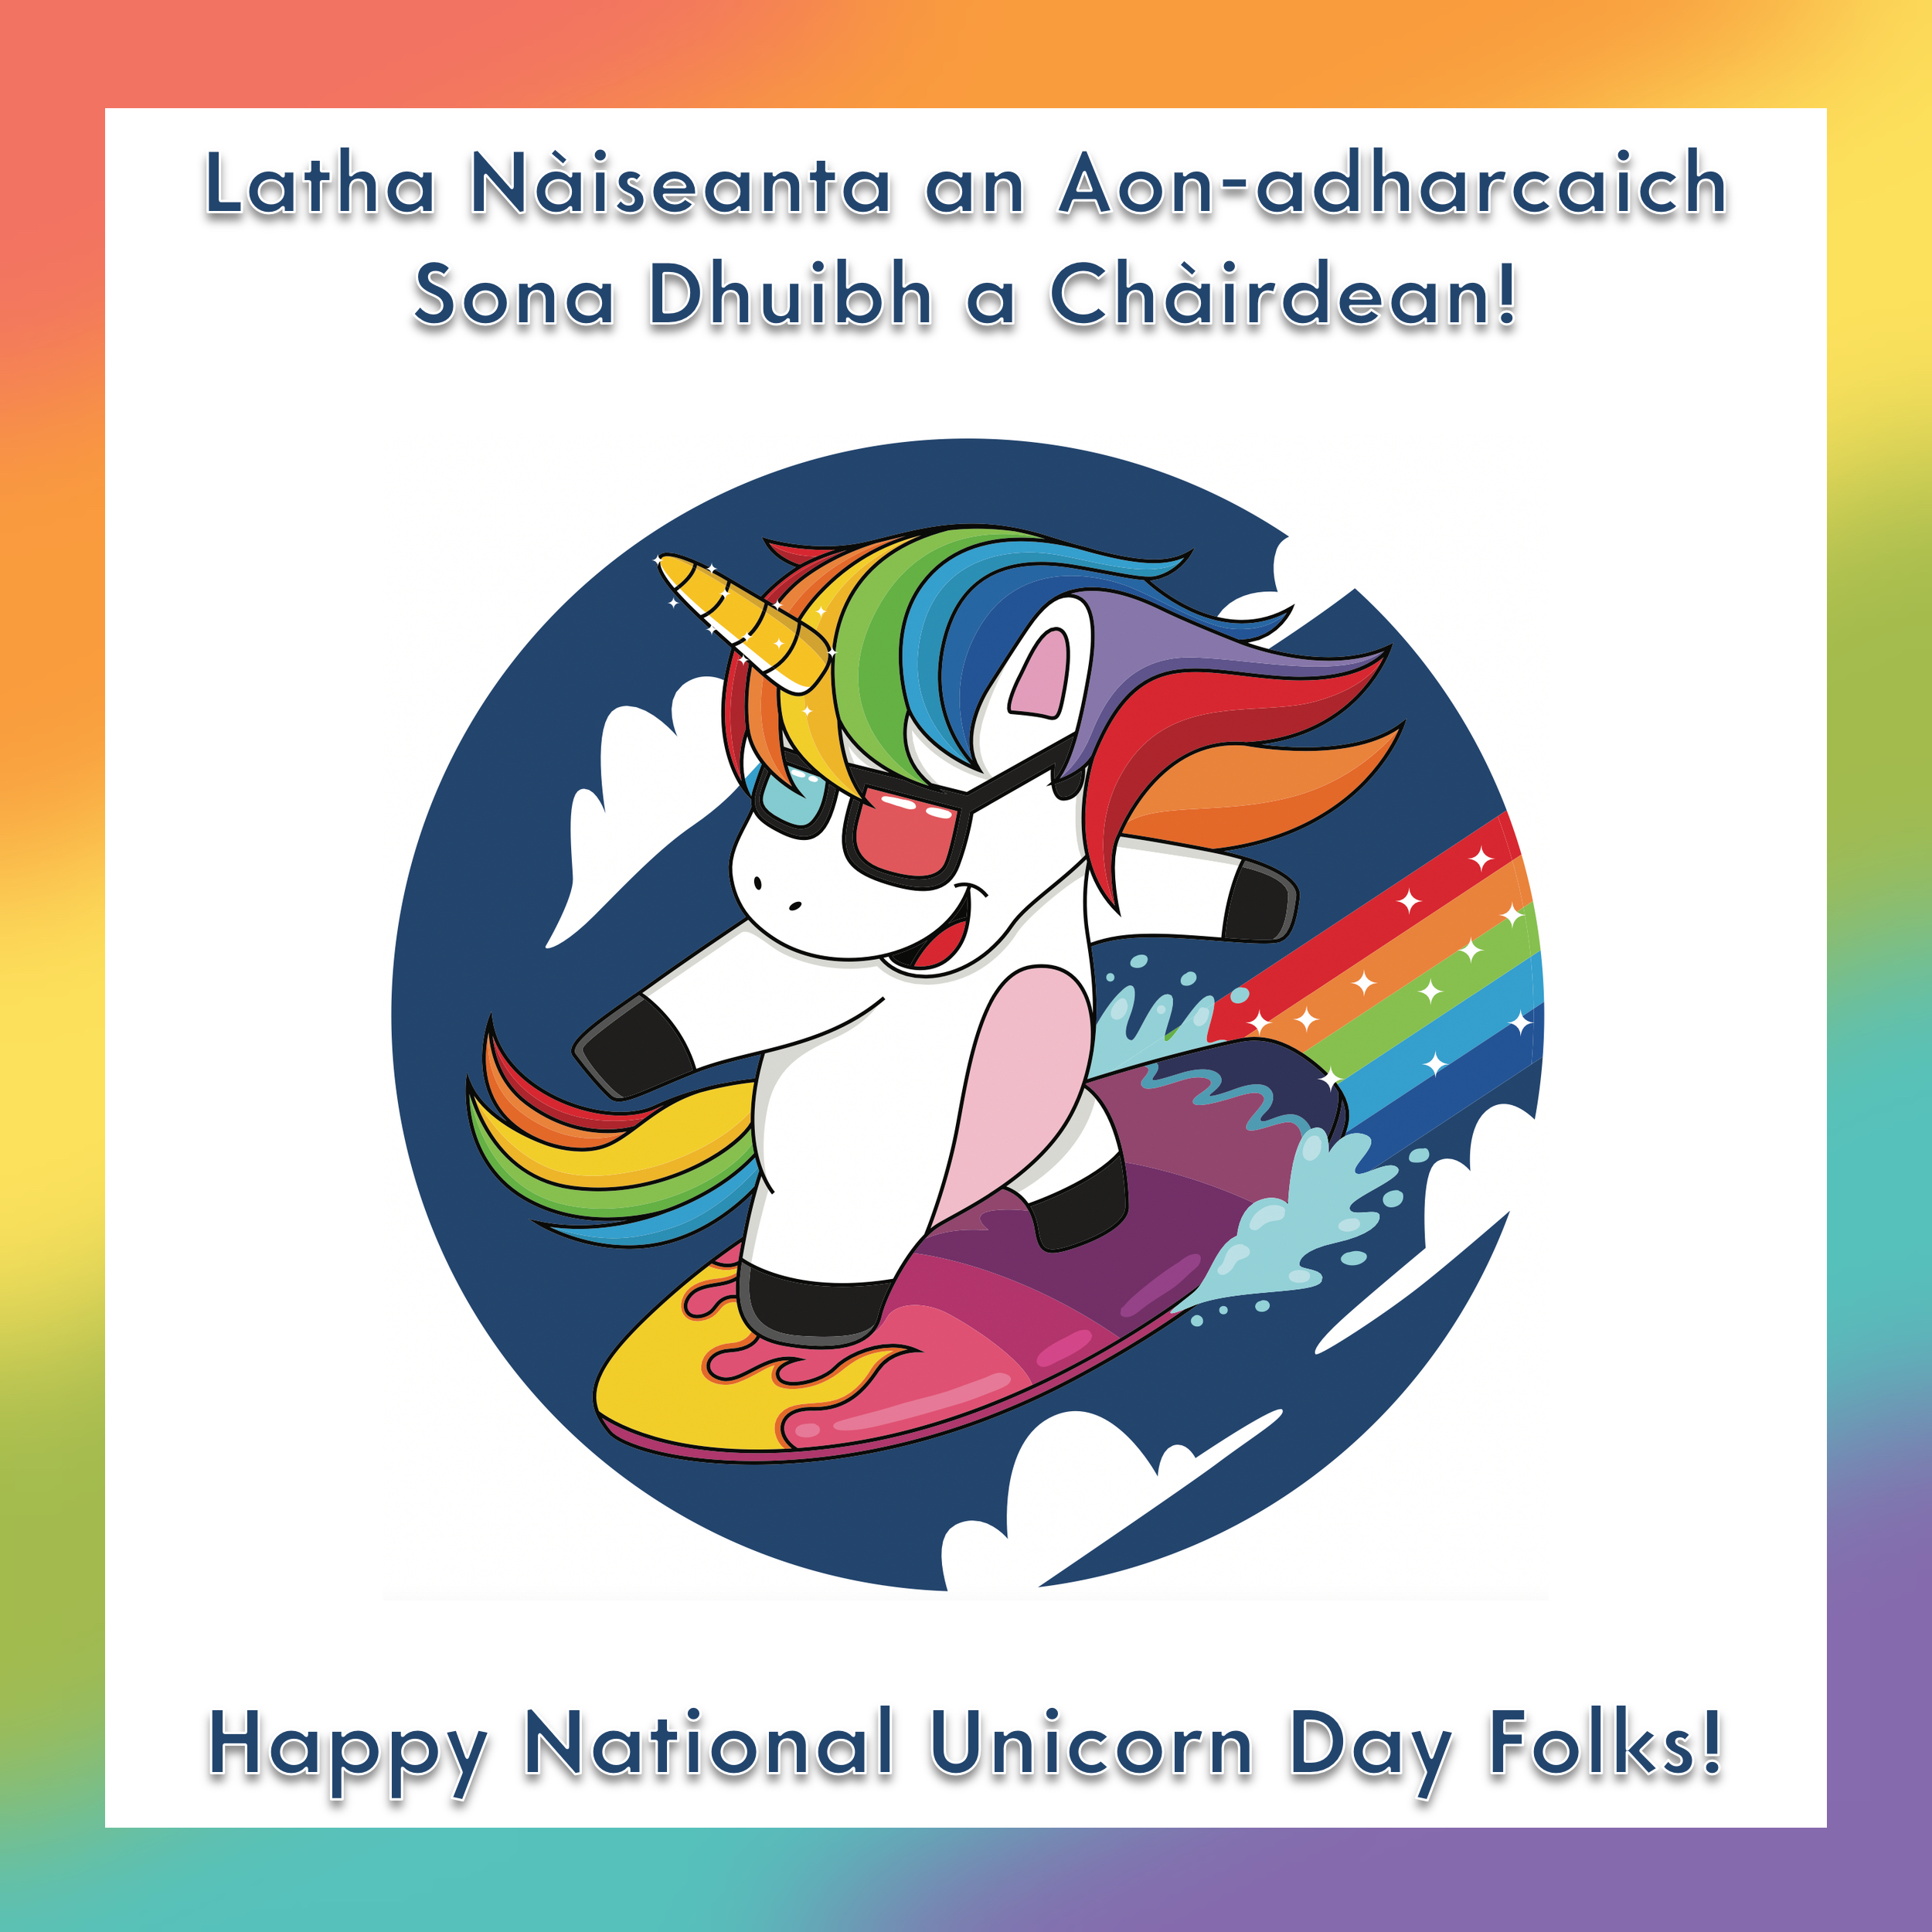 Latha Nàiseanta an Aon-adharcaich
Sona Dhuibh a Chàirdean!
Happy National Unicorn Day Folks!